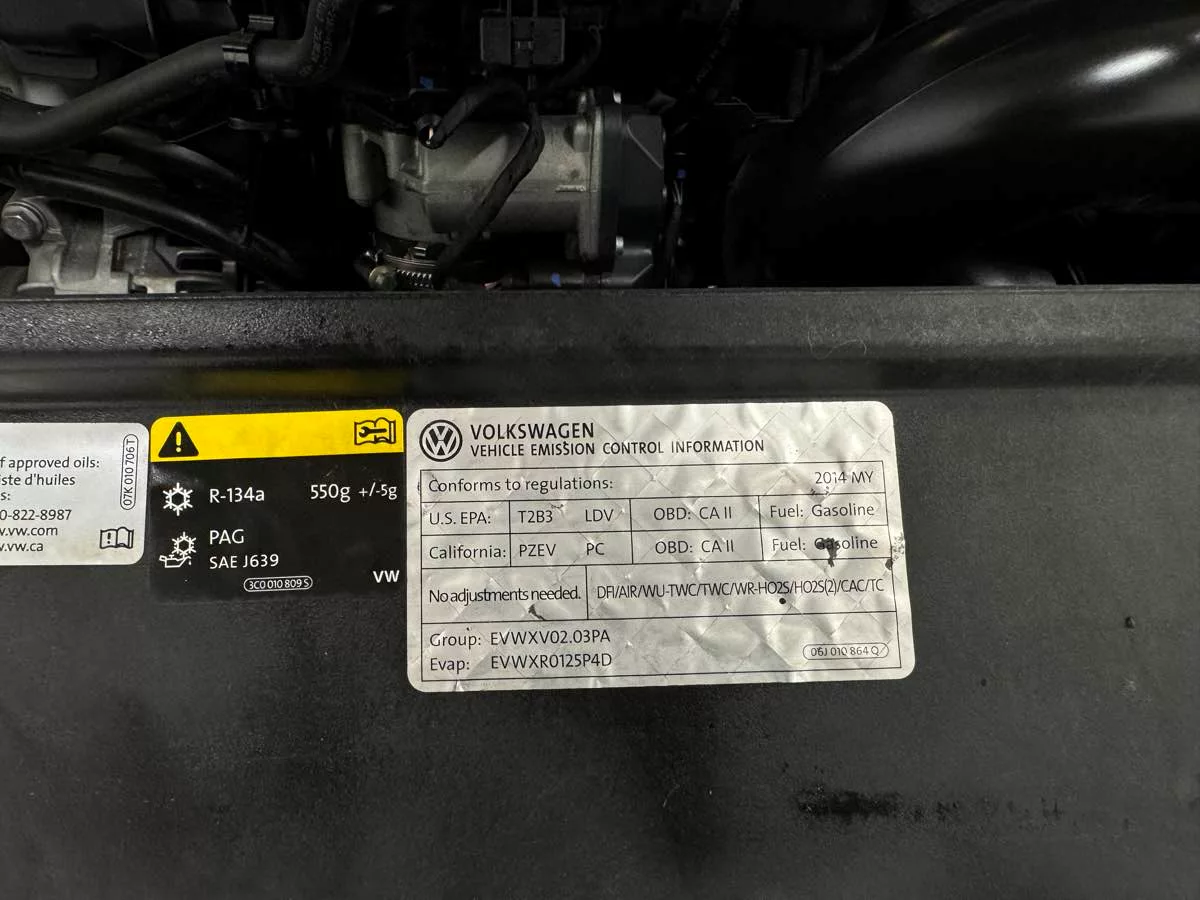 f approved oils:
iste d'huiles
s:
0-822-8987
vw.com
v.vw.ca
07K 010 706 T
R-134a 550g +/-5g
PAG
SAE J639
3C0 010 809 S
VW
VOLKSWAGEN
VEHICLE EMISSION CONTROL INFORMATION
Conforms to regulations: 2014 MY
U.S. EPA: T2B3 LDV OBD: CA II Fuel: Gasoline
California: PZEV PC OBD: CA II Fuel: Gasoline
No adjustments needed. DFI/AIR/WU-TWC/TWC/WR-HO2S/HO2S(2)/CAC/TC
Group: EVWXV02.03PA
Evap: EVWXR0125P4D
06J 010 864 Q